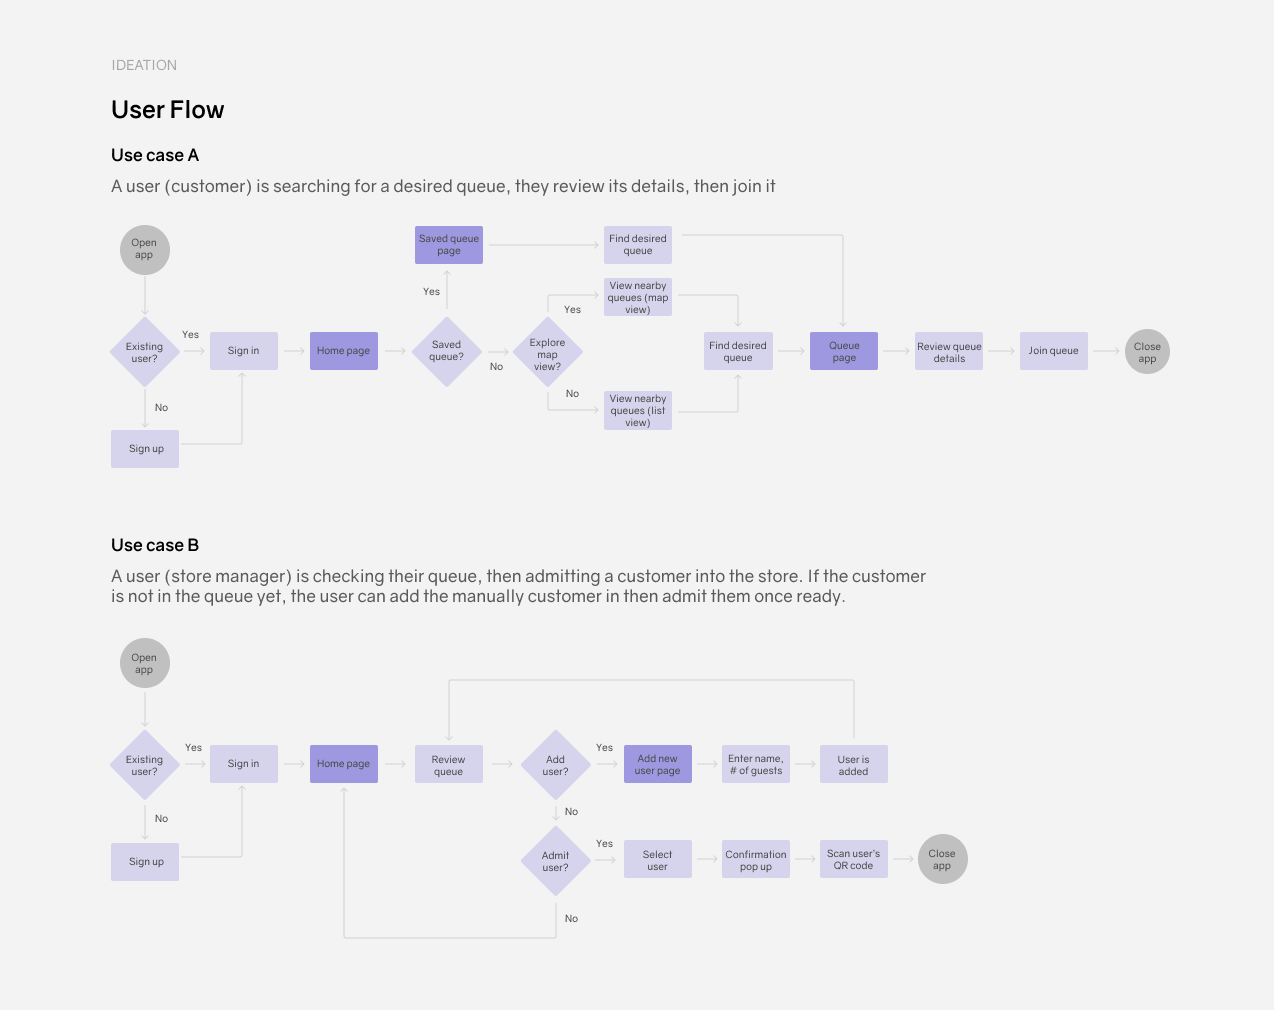 IDEATION
User Flow
Use case A
A user (customer) is searching for a desired queue, they review its details, then join it
Open
app
Saved queue
page
Find desired
queue
Yes
View nearby
queues (map
view)
Yes
Existing
user?
Yes
Sign in
Home page
Saved
queue?
No
Explore
map
view?
Find desired
queue
Queue
page
Review queue
details
Join queue
Close
app
No
No
View nearby
queues (list
view)
Sign up
Use case B
A user (store manager) is checking their queue, then admitting a customer into the store. If the customer
is not in the queue yet, the user can add the manually customer in then admit them once ready.
Open
app
Existing
user?
Yes
Sign in
Home page
Review
queue
Add
user?
Yes
Add new
user page
Enter name,
# of guests
User is
added
No
No
Sign up
Admit
user?
Yes
Select
user
Confirmation
pop up
Scan user's
QR code
Close
app
No